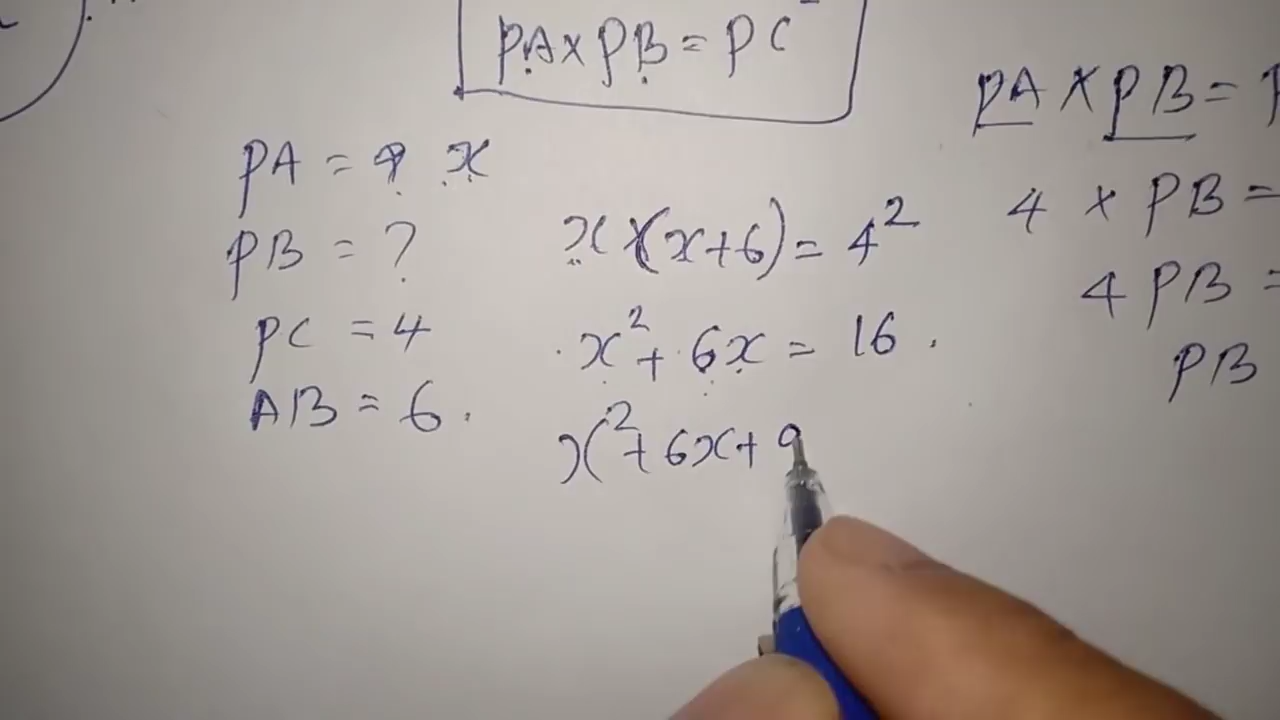 PA × PB = PC
PA = ? x
PB = ?
PC = 4
AB = 6 .
x × (x+6) = 4²
x² + 6x = 16 .
x² + 6x + 9
PA × PB =
4 × PB =
4 PB =
PB